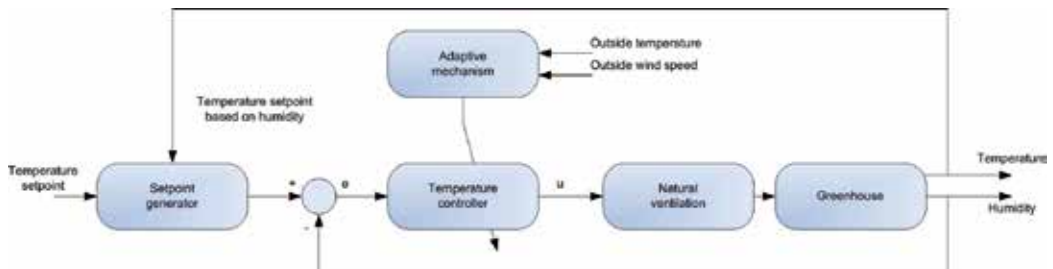 Outside temperature
Adaptive
mechanism
Outside wind speed
Temperature setpoint
based on humidity
Temperature
setpoint
Setpoint
generator
+
e
-
Temperature
controller
u
Natural
ventilation
Greenhouse
Temperature
Humidity